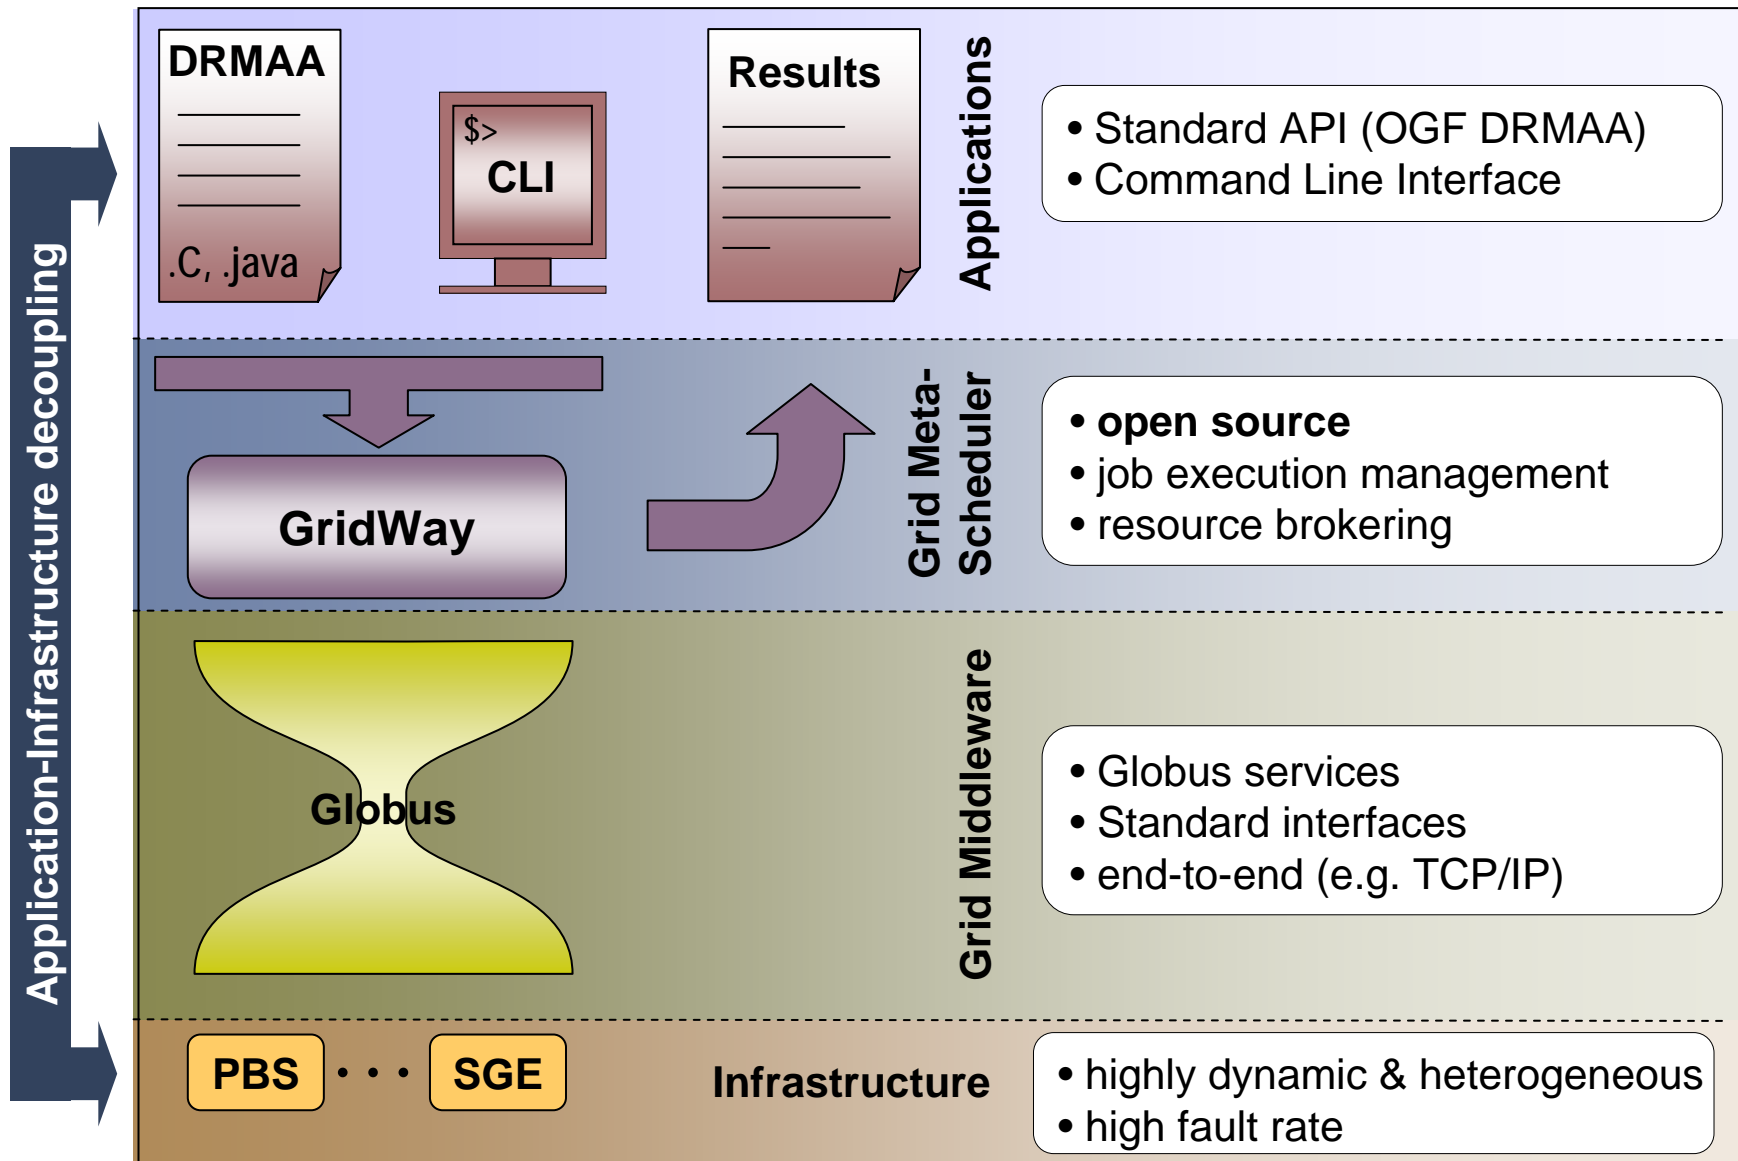 Application-Infrastructure decoupling
DRMAA
.C, .java
$>
CLI
Results
Applications
• Standard API (OGF DRMAA)
• Command Line Interface
GridWay
Grid Meta-
Scheduler
• open source
• job execution management
• resource brokering
Globus
Grid Middleware
• Globus services
• Standard interfaces
• end-to-end (e.g. TCP/IP)
PBS
. . .
SGE
Infrastructure
• highly dynamic & heterogeneous
• high fault rate